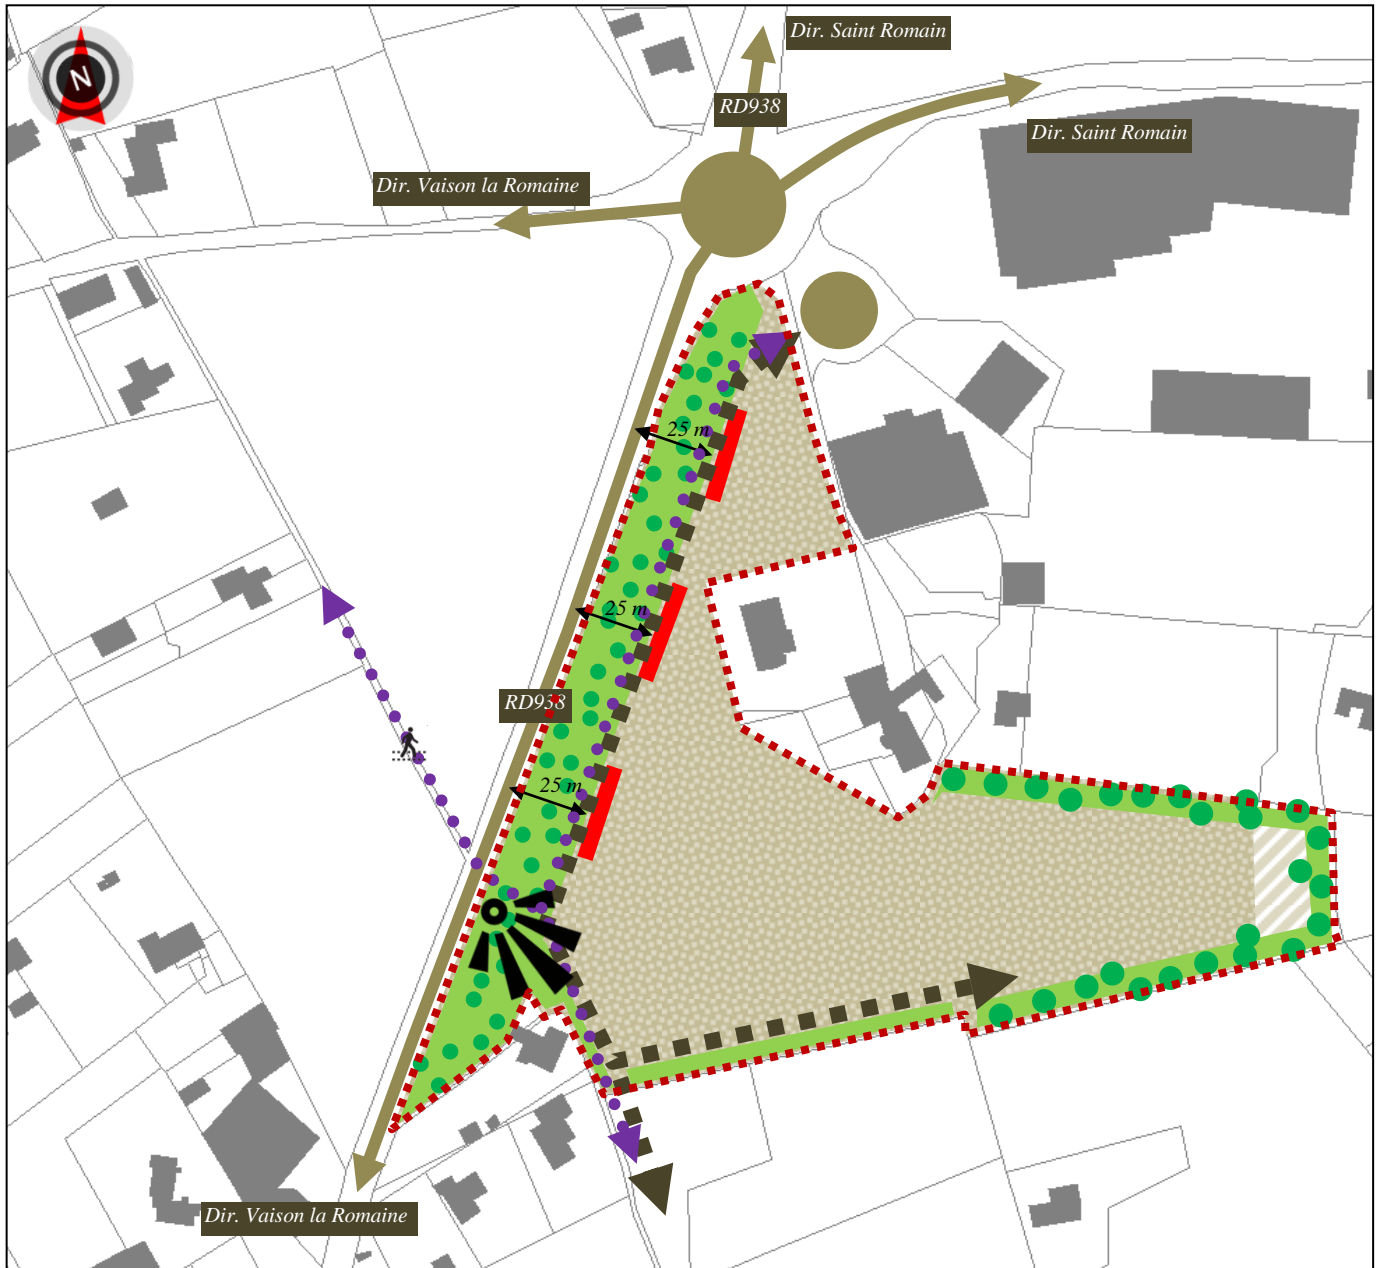 Dir. Saint Romain
N
RD938
Dir. Saint Romain
Dir. Vaison la Romaine
25 m
25 m
RD938
25 m
Dir. Vaison la Romaine